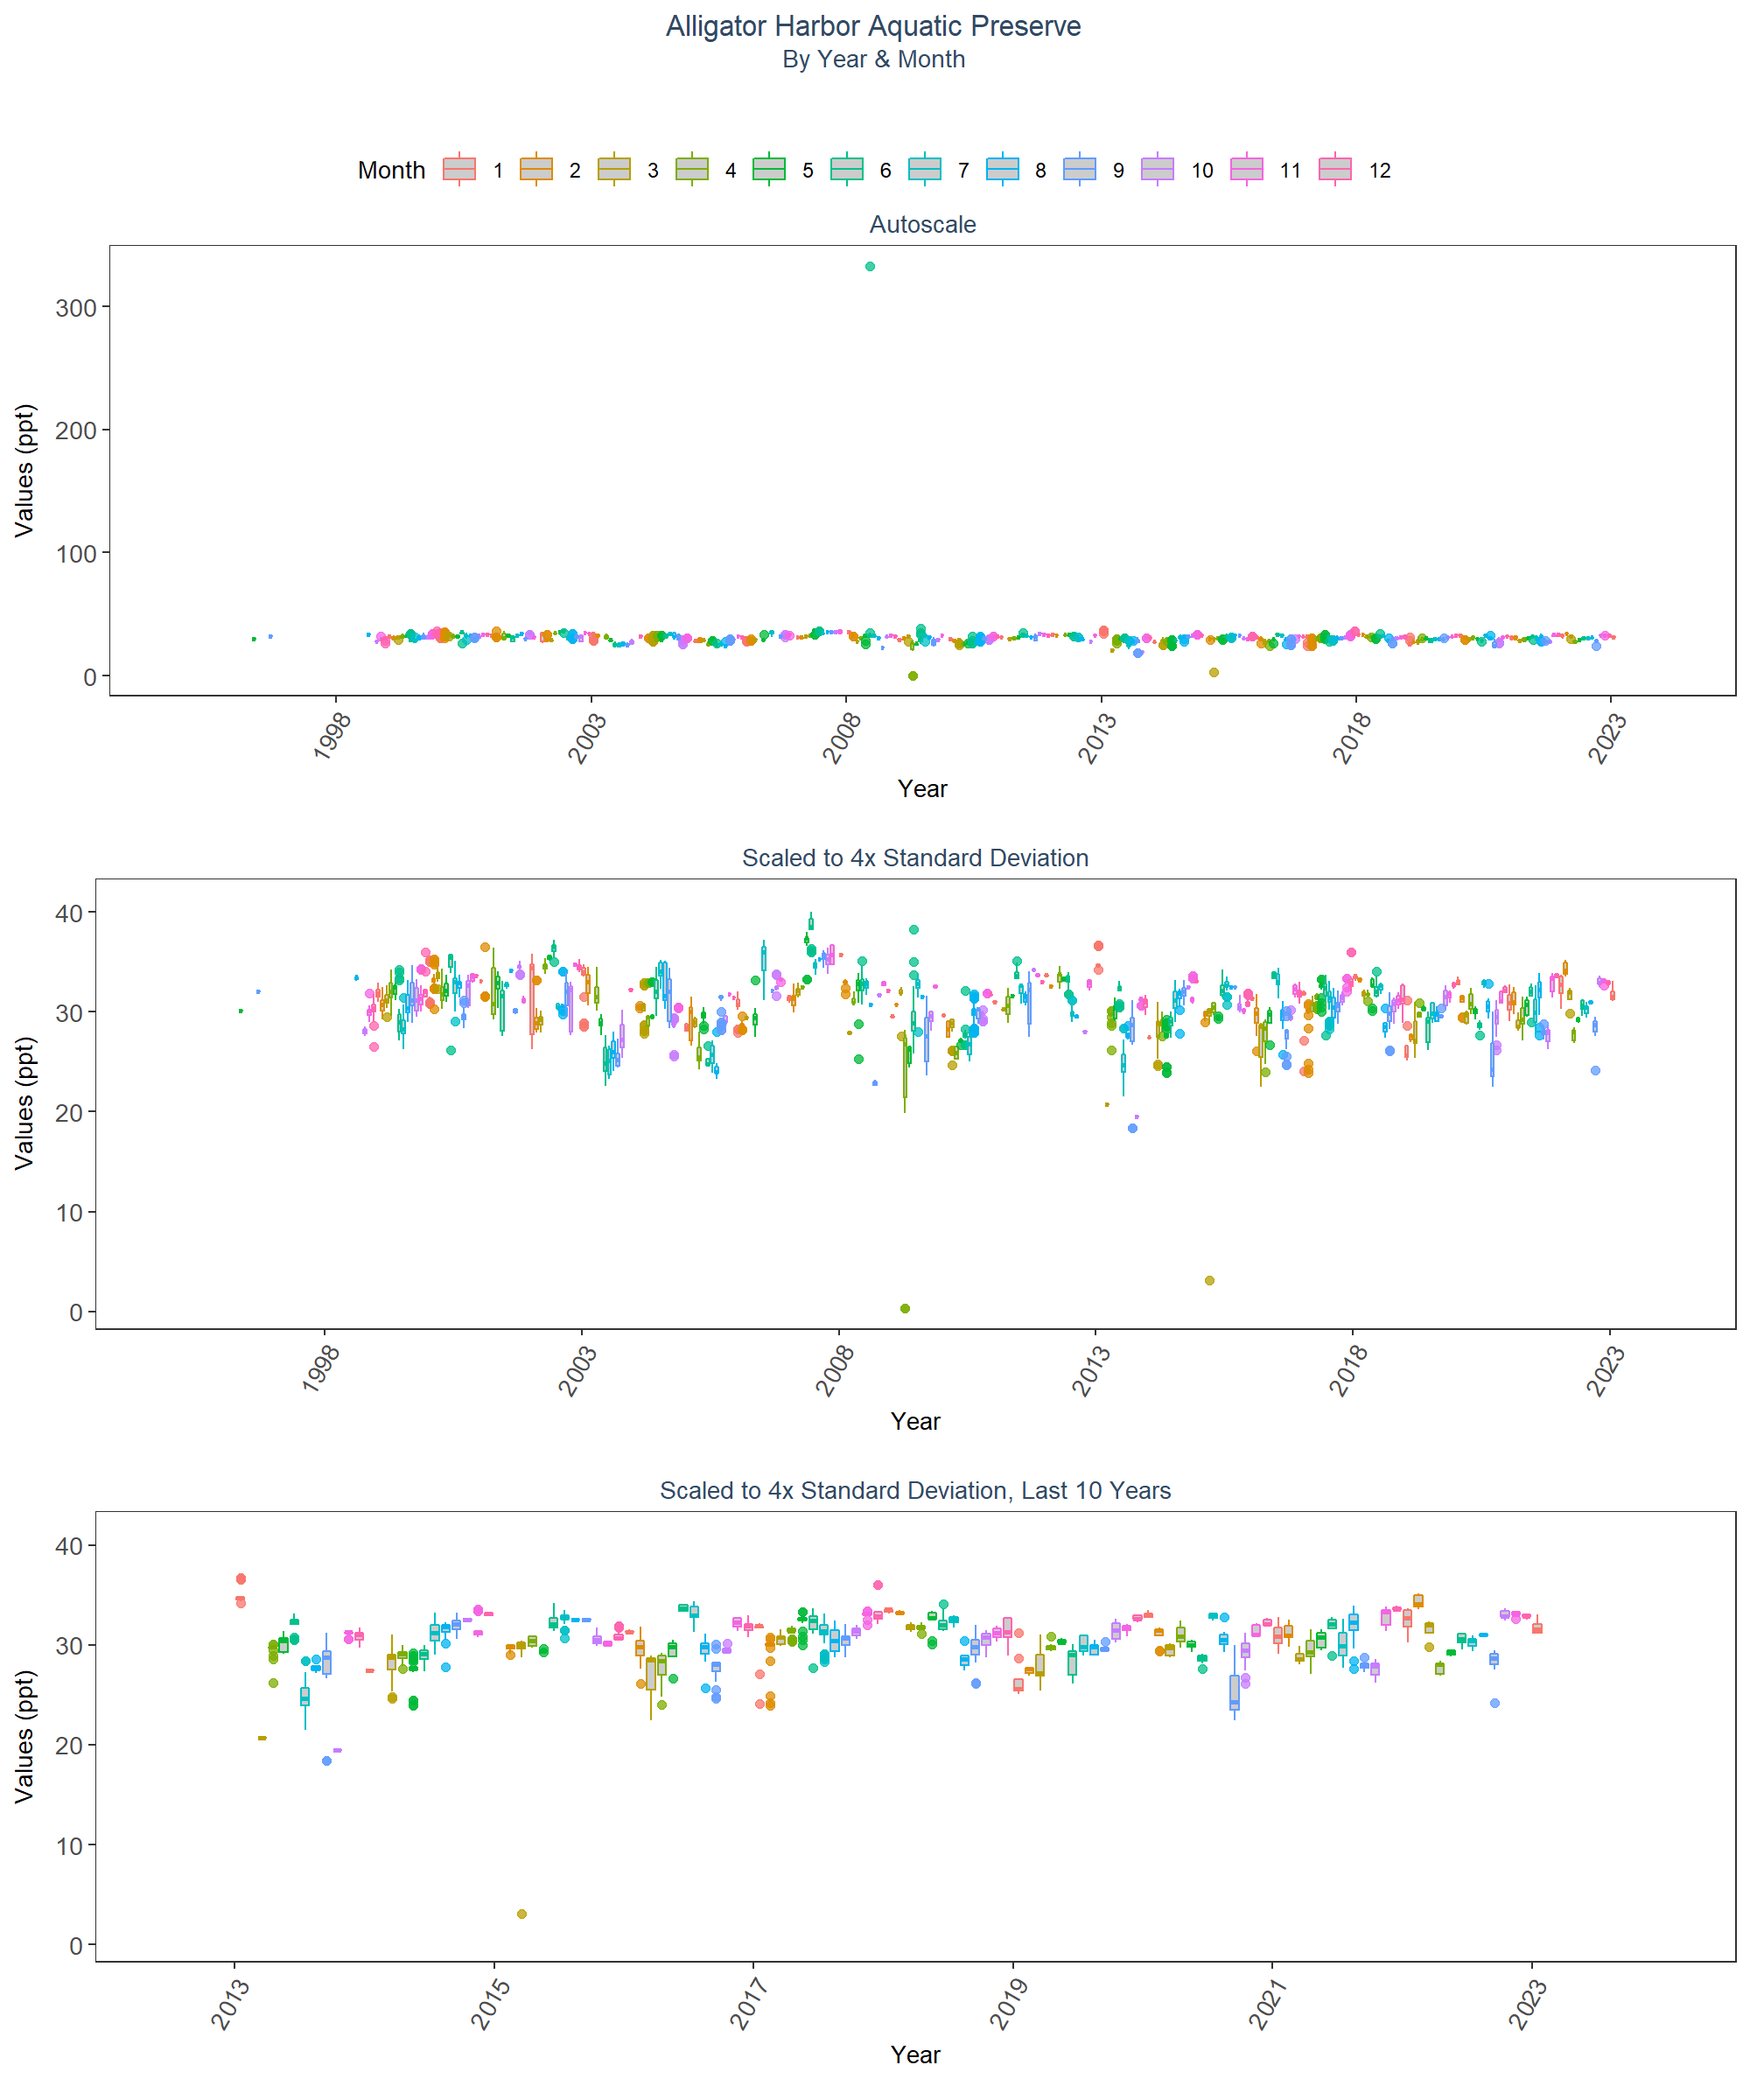 Alligator Harbor Aquatic Preserve
By Year & Month
Month 1 2 3 4 5 6 7 8 9 10 11 12
Autoscale
Values (ppt)
300
200
100
0
1998 2003 2008 2013 2018 2023
Year
Scaled to 4x Standard Deviation
Values (ppt)
40
30
20
10
0
1998 2003 2008 2013 2018 2023
Year
Scaled to 4x Standard Deviation, Last 10 Years
Values (ppt)
40
30
20
10
0
2013 2015 2017 2019 2021 2023
Year